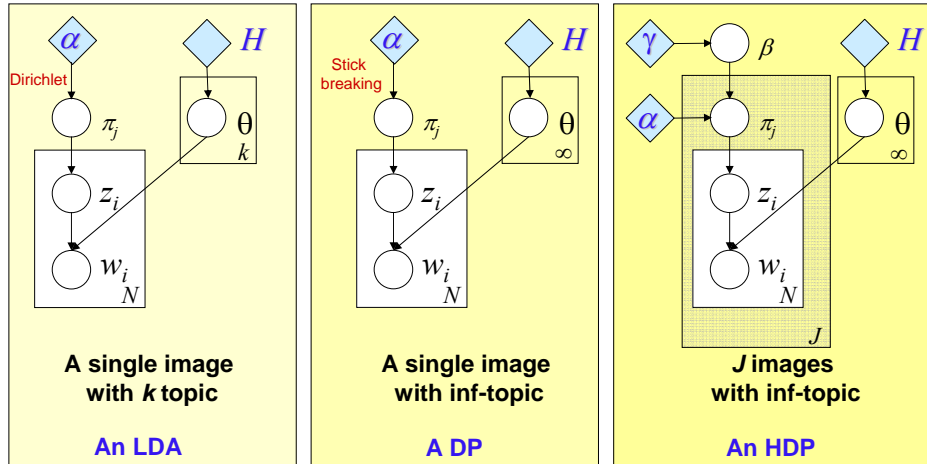 α
H
Dirichlet
π_j
θ
k
z_i
w_i
N
A single image
with k topic
An LDA
α
H
Stick
breaking
π_j
θ
∞
z_i
w_i
N
A single image
with inf-topic
A DP
γ
β
H
α
π_j
θ
∞
z_i
w_i
N
J
J images
with inf-topic
An HDP